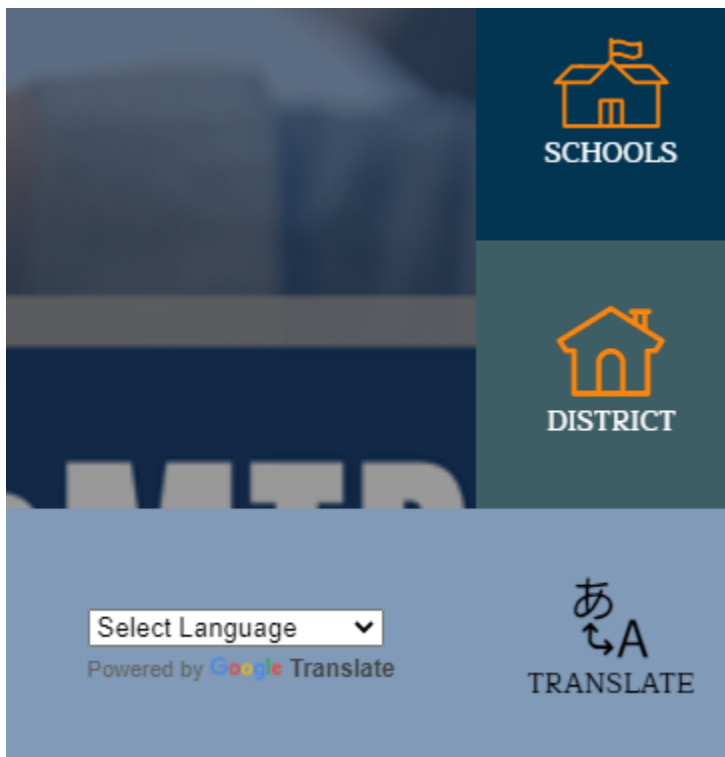 SCHOOLS
DISTRICT
Select Language
Powered by Google Translate
あ
A
TRANSLATE